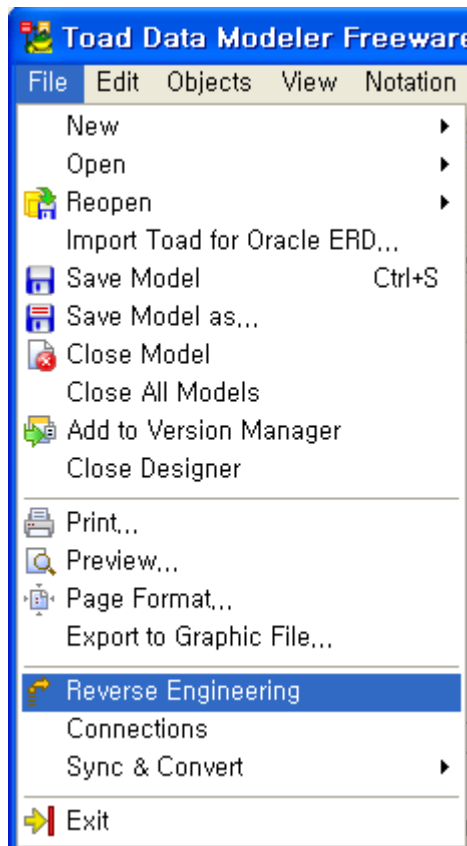 Toad Data Modeler Freeware
File Edit Objects View Notation
New
Open
Reopen
Import Toad for Oracle ERD...
Save Model Ctrl+S
Save Model as...
Close Model
Close All Models
Add to Version Manager
Close Designer
Print...
Preview...
Page Format...
Export to Graphic File...
Reverse Engineering
Connections
Sync & Convert
Exit